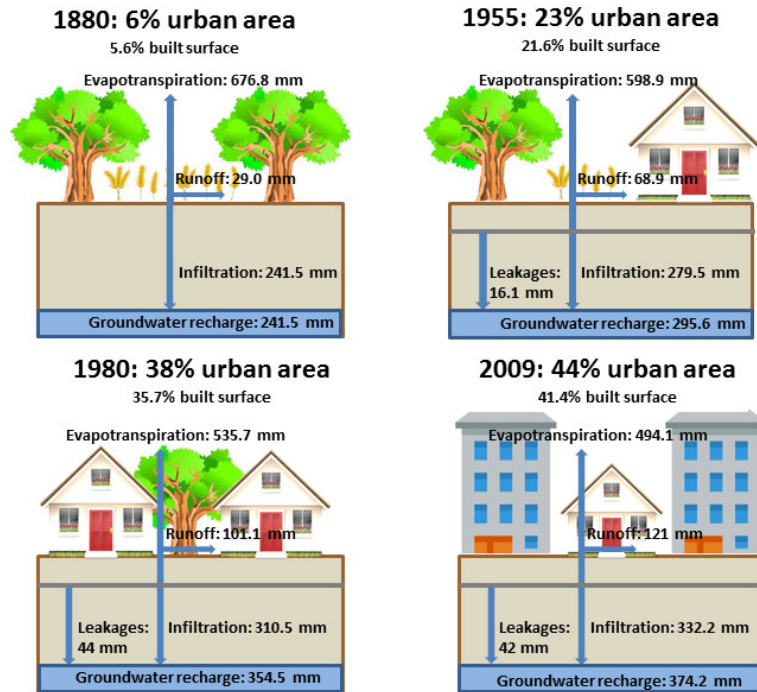 1880: 6% urban area
5.6% built surface
Evapotranspiration: 676.8 mm
Runoff: 29.0 mm
Infiltration: 241.5 mm
Groundwater recharge: 241.5 mm
1955: 23% urban area
21.6% built surface
Evapotranspiration: 598.9 mm
Runoff: 68.9 mm
Leakages:
16.1 mm
Infiltration: 279.5 mm
Groundwater recharge: 295.6 mm
1980: 38% urban area
35.7% built surface
Evapotranspiration: 535.7 mm
Runoff: 101.1 mm
Leakages:
44 mm
Infiltration: 310.5 mm
Groundwater recharge: 354.5 mm
2009: 44% urban area
41.4% built surface
Evapotranspiration: 494.1 mm
Runoff: 121 mm
Leakages:
42 mm
Infiltration: 332.2 mm
Groundwater recharge: 374.2 mm